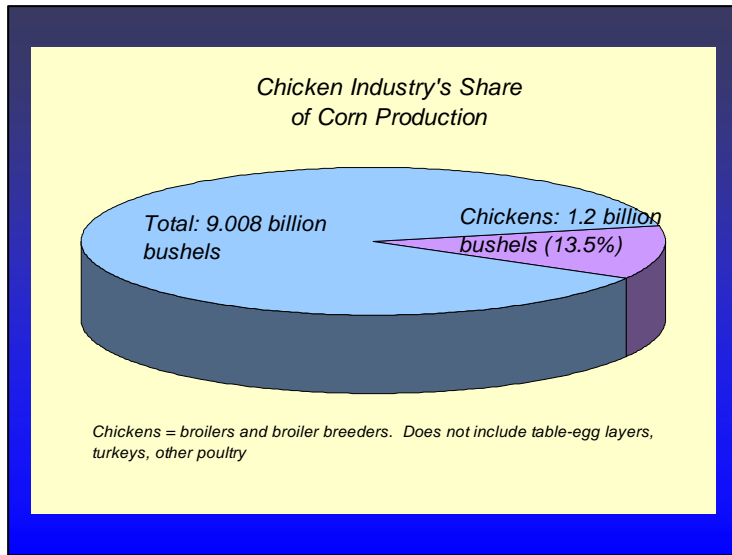 Chicken Industry's Share
of Corn Production
Total: 9.008 billion
bushels
Chickens: 1.2 billion
bushels (13.5%)
Chickens = broilers and broiler breeders.  Does not include table-egg layers,
turkeys, other poultry